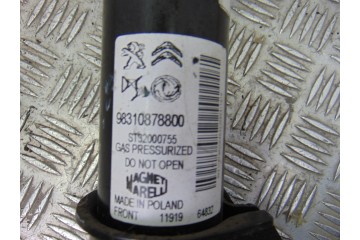 98310878800
ST32000755
GAS PRESSURIZED
DO NOT OPEN
MAGNETI
MARELLI
MADE IN POLAND
FRONT 11919 64832